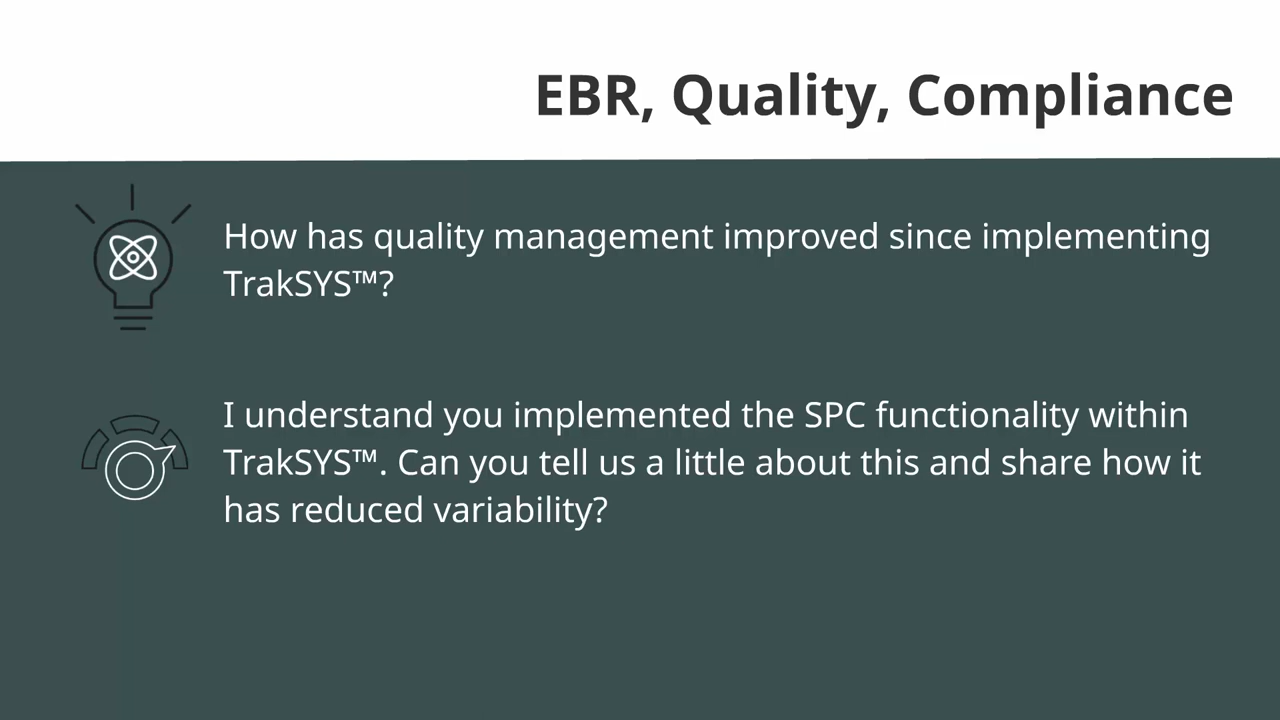 EBR, Quality, Compliance
How has quality management improved since implementing
TrakSYS™?
I understand you implemented the SPC functionality within
TrakSYS™. Can you tell us a little about this and share how it
has reduced variability?